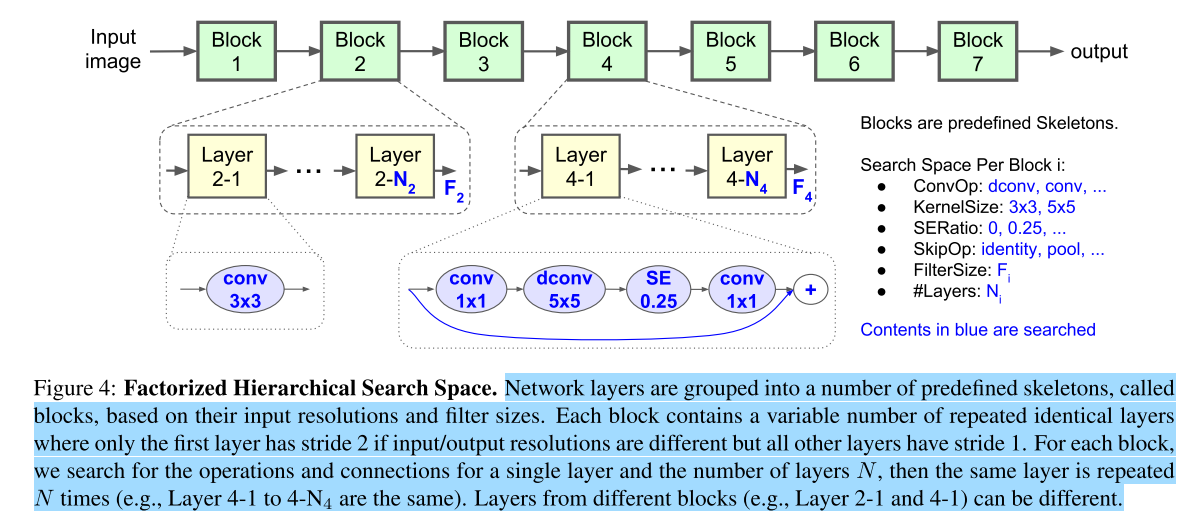 Input image
Block 1
Block 2
Block 3
Block 4
Block 5
Block 6
Block 7
output
Layer 2-1
...
Layer 2-N2
F2
Layer 4-1
...
Layer 4-N4
F4
conv 3x3
conv 1x1
dconv 5x5
SE 0.25
conv 1x1
+
Blocks are predefined Skeletons.
Search Space Per Block i:
● ConvOp: dconv, conv, ...
● KernelSize: 3x3, 5x5
● SERatio: 0, 0.25, ...
● SkipOp: identity, pool, ...
● FilterSize: Fi
● #Layers: Ni
Contents in blue are searched
Figure 4: Factorized Hierarchical Search Space. Network layers are grouped into a number of predefined skeletons, called
blocks, based on their input resolutions and filter sizes. Each block contains a variable number of repeated identical layers
where only the first layer has stride 2 if input/output resolutions are different but all other layers have stride 1. For each block,
we search for the operations and connections for a single layer and the number of layers N, then the same layer is repeated
N times (e.g., Layer 4-1 to 4-N4 are the same). Layers from different blocks (e.g., Layer 2-1 and 4-1) can be different.